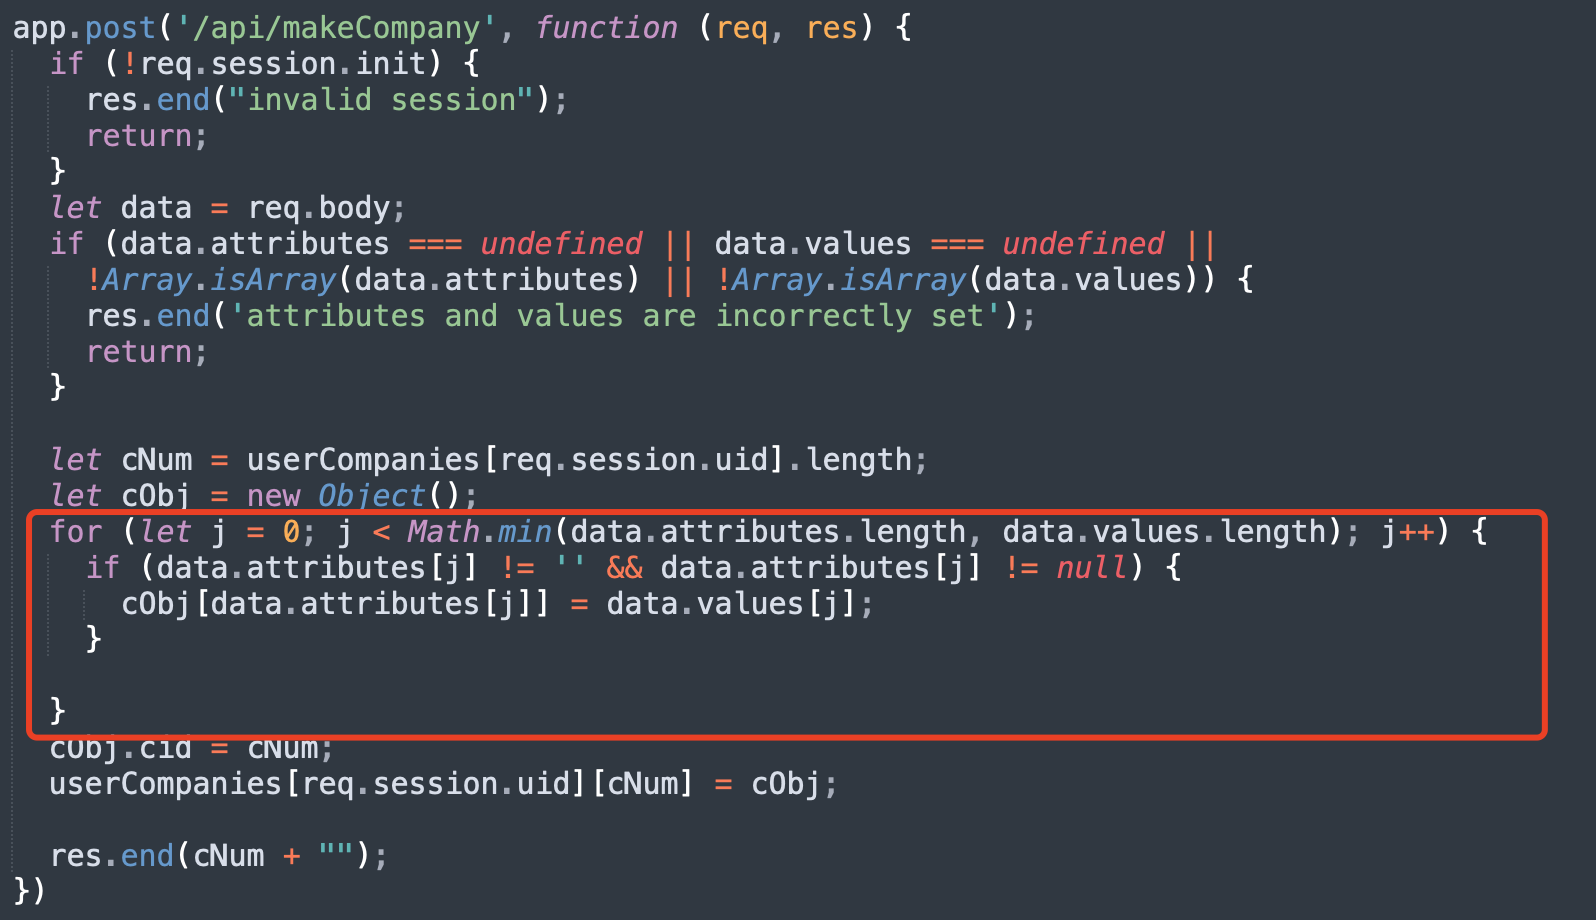 app.post('/api/makeCompany', function (req, res) {
  if (!req.session.init) {
    res.end("invalid session");
    return;
  }
  let data = req.body;
  if (data.attributes === undefined || data.values === undefined ||
    !Array.isArray(data.attributes) || !Array.isArray(data.values)) {
    res.end('attributes and values are incorrectly set');
    return;
  }

  let cNum = userCompanies[req.session.uid].length;
  let cObj = new Object();
  for (let j = 0; j < Math.min(data.attributes.length, data.values.length); j++) {
    if (data.attributes[j] != '' && data.attributes[j] != null) {
      cObj[data.attributes[j]] = data.values[j];
    }

  }
  cObj.cid = cNum;
  userCompanies[req.session.uid][cNum] = cObj;

  res.end(cNum + "");
})